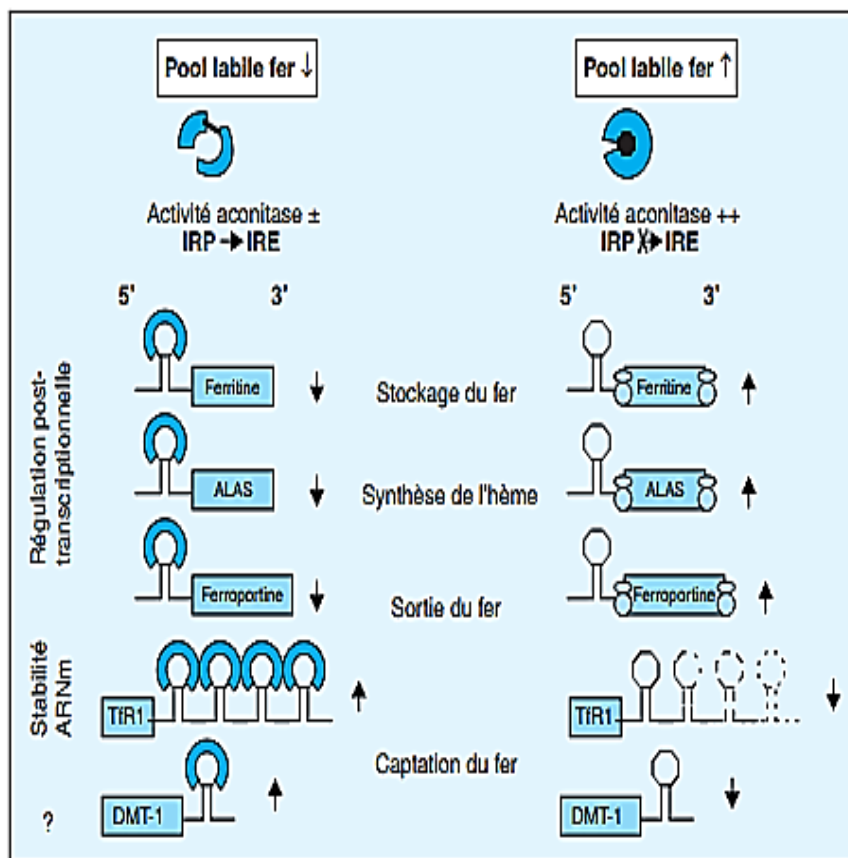 Pool labile fer ↓
Pool labile fer ↑
Activité aconitase ±
IRP → IRE
Activité aconitase ++
IRP X→ IRE
5' 3'
5' 3'
Régulation post-
transcriptionnelle
Ferritine ↓
Stockage du fer
Ferritine ↑
ALAS ↓
Synthèse de l'hème
ALAS ↑
Ferroportine ↓
Sortie du fer
Ferroportine ↑
Stabilité
ARNm
TfR1 ↑
TfR1 ↓
Captation du fer
?
DMT-1 ↑
DMT-1 ↓